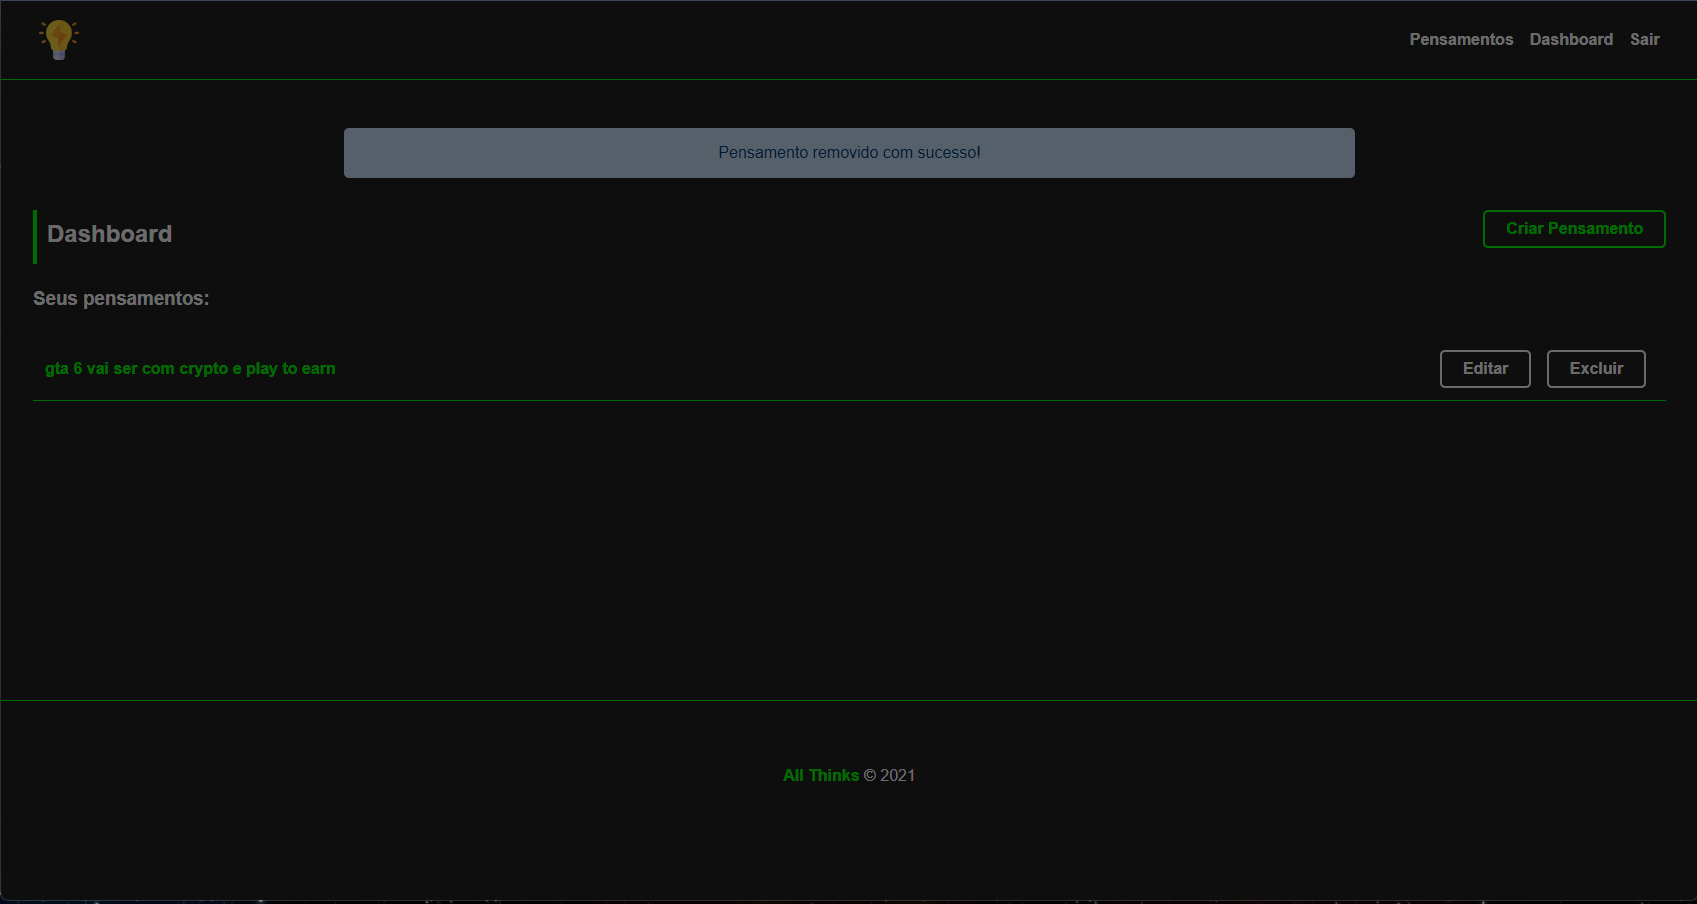 Pensamentos Dashboard Sair
Pensamento removido com sucesso!
Dashboard
Criar Pensamento
Seus pensamentos:
gta 6 vai ser com crypto e play to earn
Editar Excluir
All Thinks © 2021